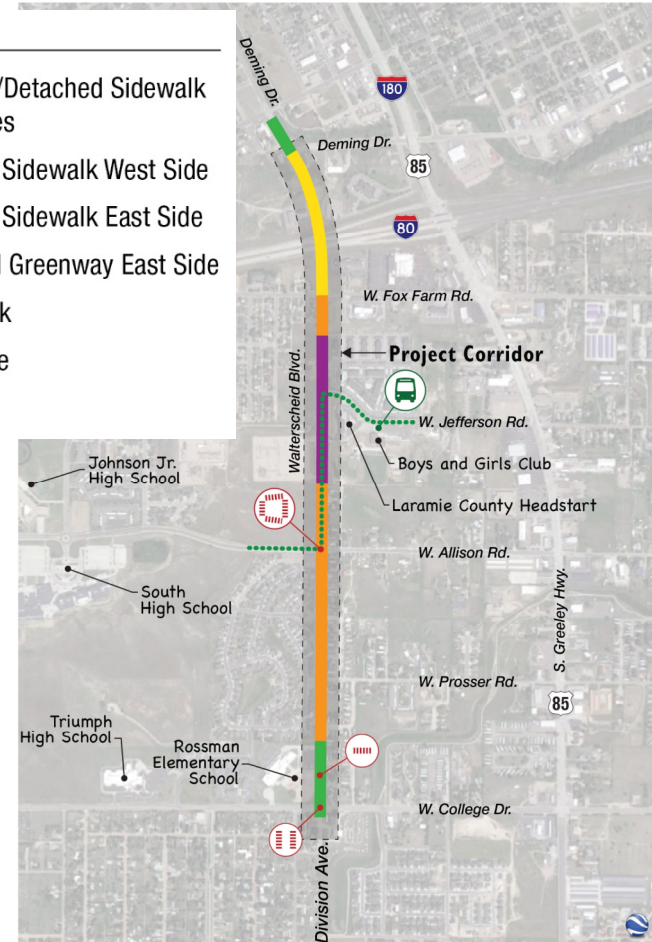 /Detached Sidewalk
es
Sidewalk West Side
Sidewalk East Side
l Greenway East Side
k
e
Deming Dr.
180
Deming Dr.
85
80
W. Fox Farm Rd.
Walterscheid Blvd.
Project Corridor
W. Jefferson Rd.
Boys and Girls Club
Laramie County Headstart
Johnson Jr.
High School
W. Allison Rd.
South
High School
S. Greeley Hwy.
W. Prosser Rd.
85
Triumph
High School
Rossman
Elementary
School
W. College Dr.
Division Ave.